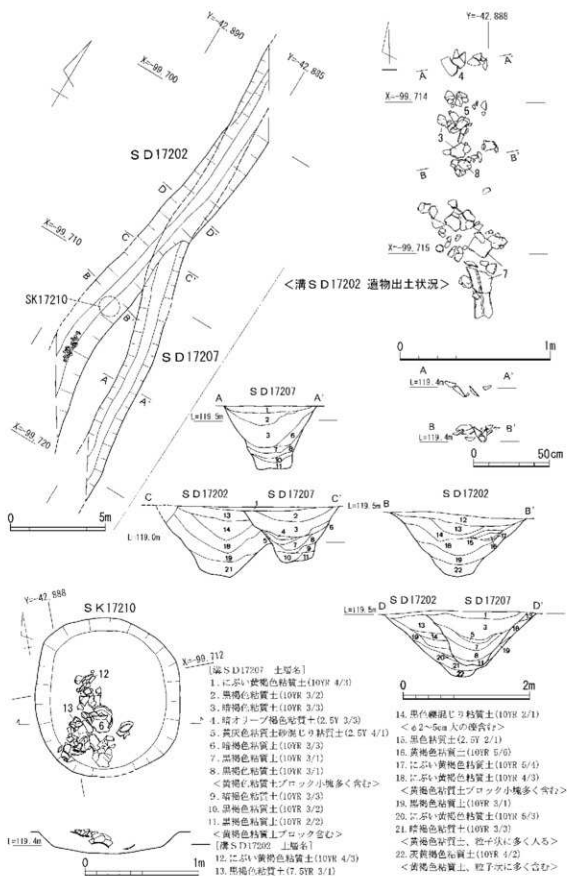 Y=-42,890
Y=-42,885
X=-99,700
SD17202
D
D'
C
C'
X=-99,710
B
SK17210
B'
SD17207
A
A'
X=-99,720
0 5m
Y=-42,888
A 4 A'
X=-99,714
5
3
B 8 B'
X=-99,715
7
<溝SD17202 遺物出土状況>
0 1m
A A'
L=119.4m
B B'
L=119.4m
0 50cm
SD17207
A A'
L=119.5m
C SD17202 SD17207 C'
L=119.0m
SD17202
B B'
L=119.5m
SD17202 SD17207
D D'
L=119.5m
0 2m
SK17210
Y=-42,888
X=-99,712
12
13
6
L=119.4m
0 1m
[溝SD17207 土層名]
1.にぶい黄褐色粘質土(10YR 4/3)
2.黒褐色粘質土(10YR 3/2)
3.暗褐色粘質土(10YR 3/3)
4.暗オリーブ褐色粘質土(2.5Y 3/3)
5.黄灰色粘質土砂混じり粘質土(2.5Y 4/1)
6.暗褐色粘質土(10YR 3/3)
7.黒褐色粘質土(10YR 3/1)
8.黒褐色粘質土(10YR 3/1)
<黄褐色粘質土ブロック小塊多く含む>
9.暗褐色粘質土(10YR 3/3)
10.黒褐色粘質土(10YR 3/2)
11.黒褐色粘質土(10YR 2/2)
<黄褐色粘質土ブロック含む>
[溝SD17202 土層名]
12.にぶい黄褐色粘質土(10YR 4/3)
13.黒褐色粘質土(7.5YR 3/1)
14.黒色礫混じり粘質土(10YR 2/1)
<φ2～5cm大の礫含む>
15.黒色粘質土(2.5Y 2/1)
16.黄褐色粘質土(10YR 5/6)
17.にぶい黄褐色粘質土(10YR 5/4)
18.にぶい黄褐色粘質土(10YR 4/3)
<黄褐色粘質土ブロック小塊多く含む>
19.黒褐色粘質土(10YR 3/1)
20.にぶい黄褐色粘質土(10YR 5/3)
21.暗褐色粘質土(10YR 3/3)
<黄褐色粘質土、粒子状に多く入る>
22.灰黄褐色粘質土(10YR 4/2)
<黄褐色粘質土、粒子状に多く含む>